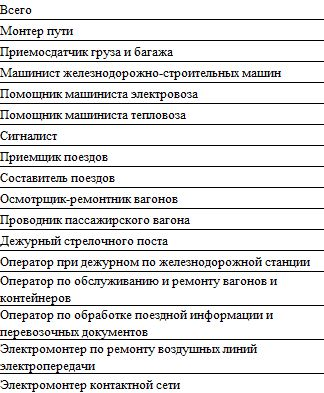 Всего
Монтер пути
Приемосдатчик груза и багажа
Машинист железнодорожно-строительных машин
Помощник машиниста электровоза
Помощник машиниста тепловоза
Сигналист
Приемщик поездов
Составитель поездов
Осмотрщик-ремонтник вагонов
Проводник пассажирского вагона
Дежурный стрелочного поста
Оператор при дежурном по железнодорожной станции
Оператор по обслуживанию и ремонту вагонов и
контейнеров
Оператор по обработке поездной информации и
перевозочных документов
Электромонтер по ремонту воздушных линий
электропередачи
Электромонтер контактной сети